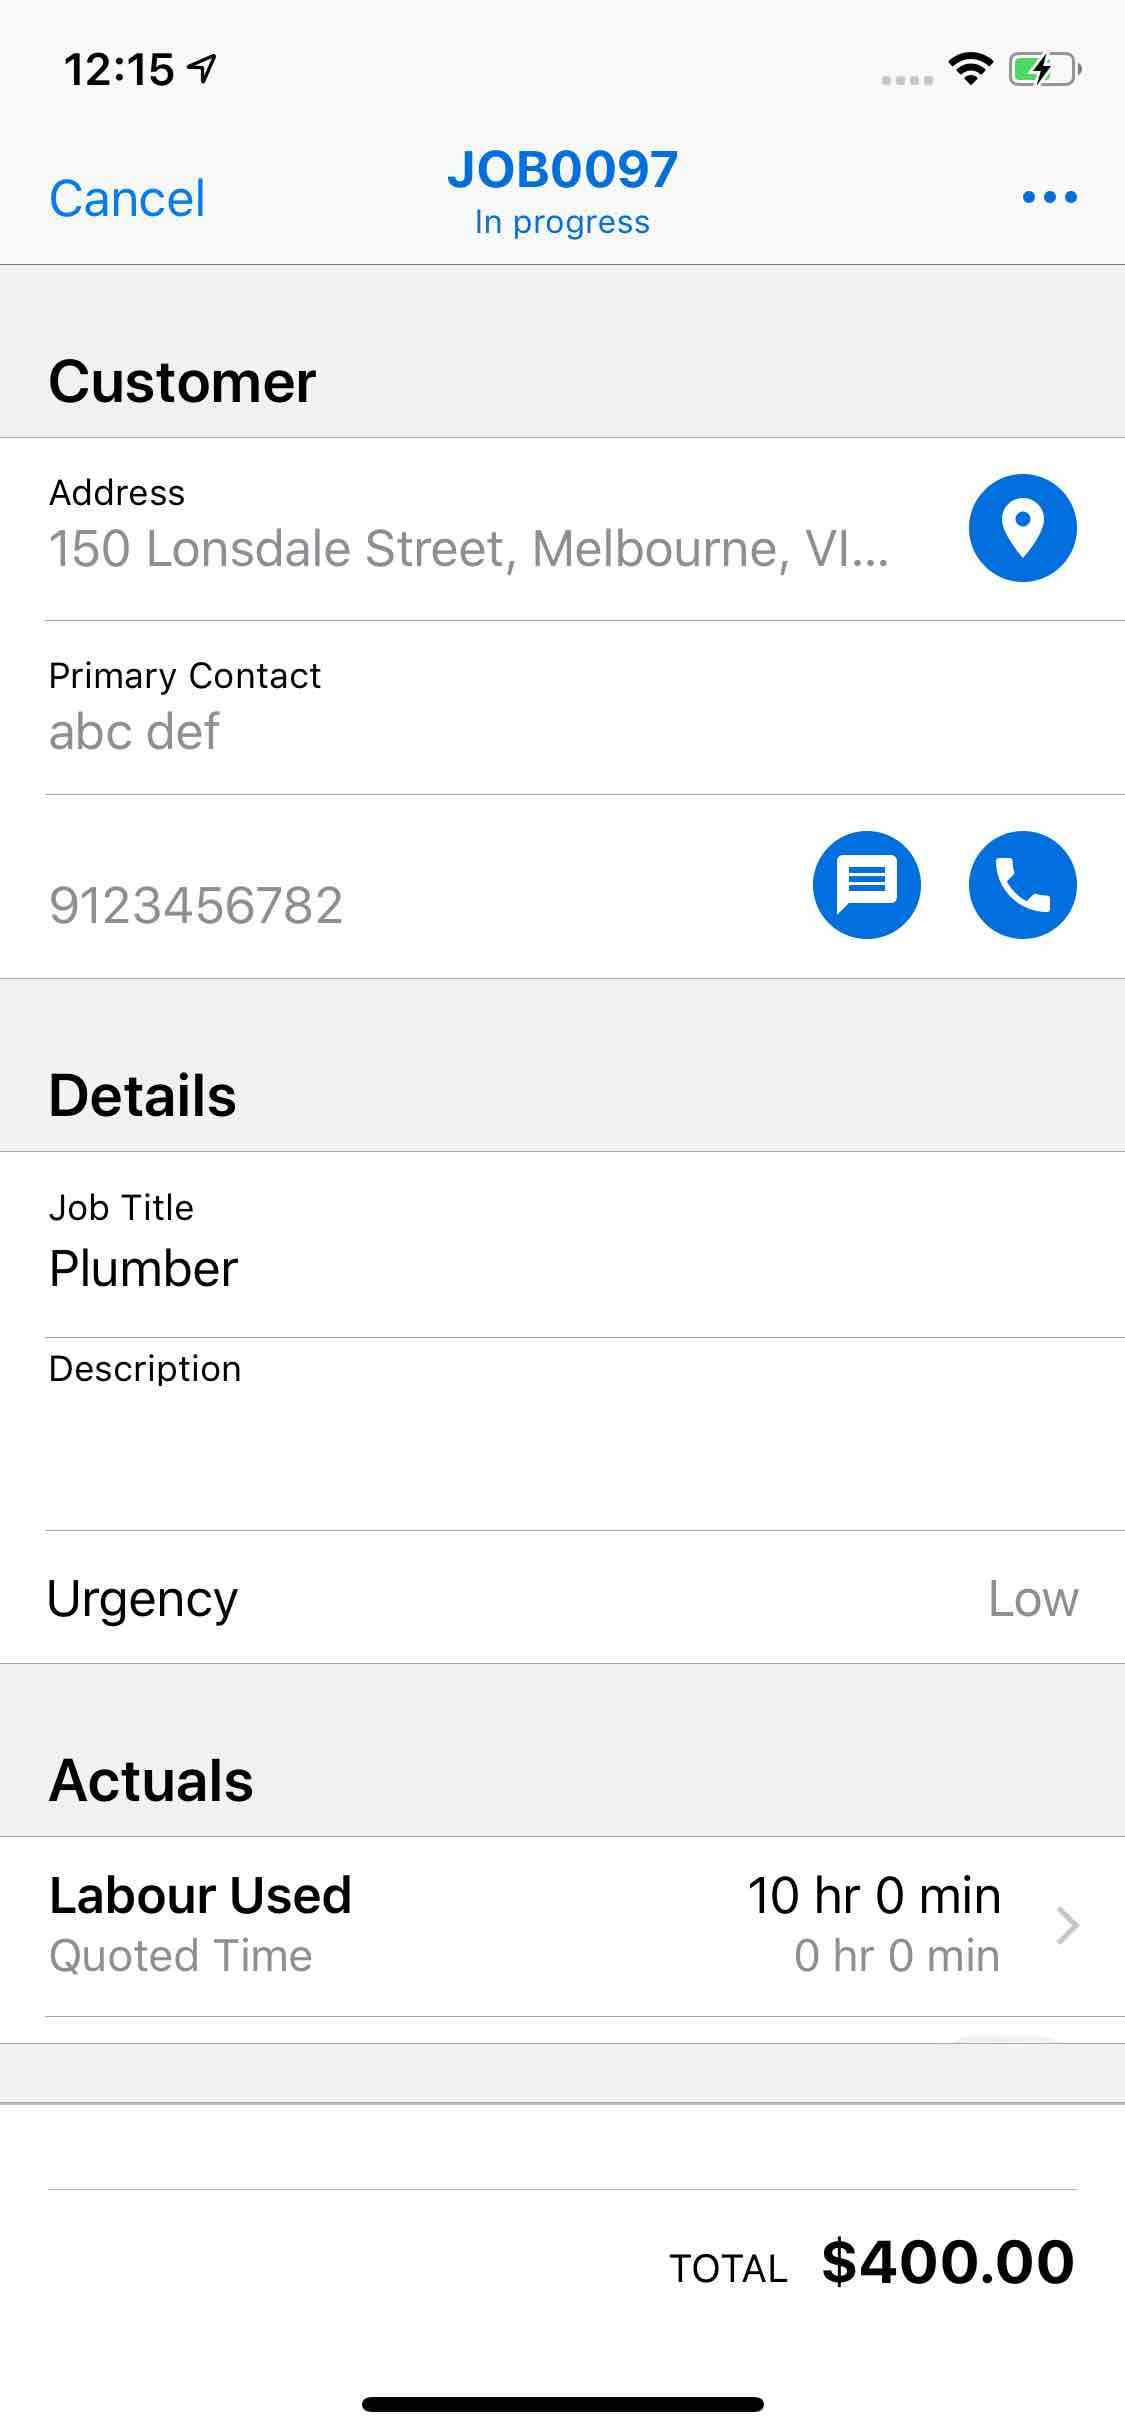 12:15
Cancel
JOB0097
In progress
Customer
Address
150 Lonsdale Street, Melbourne, VI...
Primary Contact
abc def
9123456782
Details
Job Title
Plumber
Description
Urgency Low
Actuals
Labour Used 10 hr 0 min
Quoted Time 0 hr 0 min
TOTAL $400.00